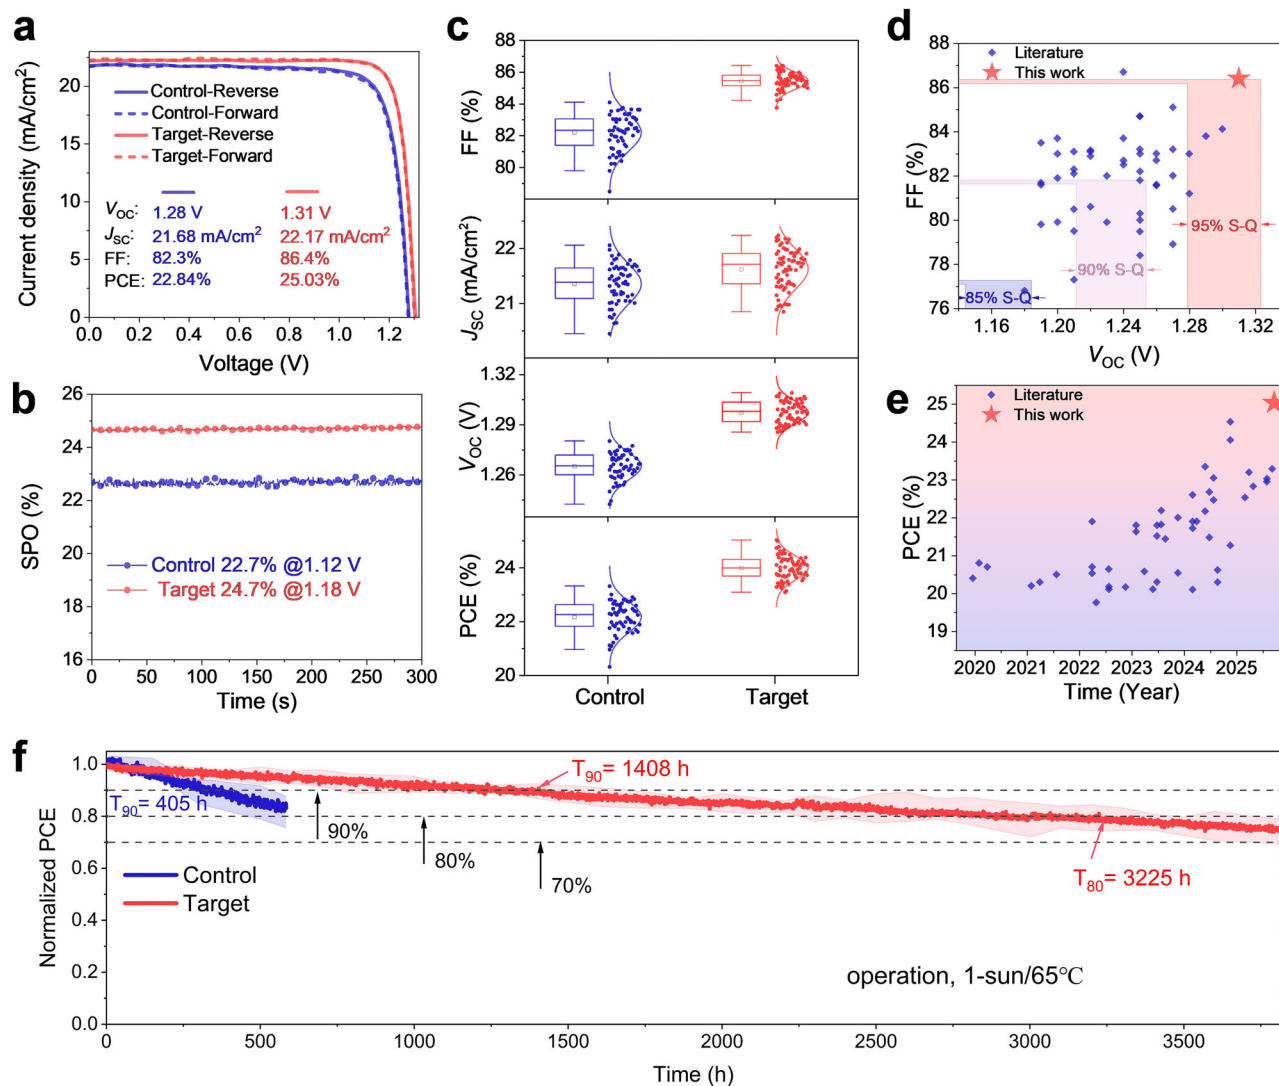 a
Current density (mA/cm²)
20
15
10
5
0
Control-Reverse
Control-Forward
Target-Reverse
Target-Forward
VOC: 1.28 V 1.31 V
JSC: 21.68 mA/cm² 22.17 mA/cm²
FF: 82.3% 86.4%
PCE: 22.84% 25.03%
0.0 0.2 0.4 0.6 0.8 1.0 1.2
Voltage (V)
b
SPO (%)
26
24
22
20
18
16
Control 22.7% @1.12 V
Target 24.7% @1.18 V
0 50 100 150 200 250 300
Time (s)
c
FF (%)
88
86
84
82
80
JSC (mA/cm²)
22
21
VOC (V)
1.32
1.29
1.26
PCE (%)
24
22
20
Control Target
d
FF (%)
88
86
84
82
80
78
76
Literature
This work
95% S-Q
90% S-Q
85% S-Q
1.16 1.20 1.24 1.28 1.32
VOC (V)
e
PCE (%)
25
24
23
22
21
20
19
Literature
This work
2020 2021 2022 2023 2024 2025
Time (Year)
f
Normalized PCE
1.0
0.8
0.6
0.4
0.2
0.0
T90= 405 h
T90= 1408 h
90%
80%
70%
T80= 3225 h
Control
Target
operation, 1-sun/65℃
0 500 1000 1500 2000 2500 3000 3500
Time (h)